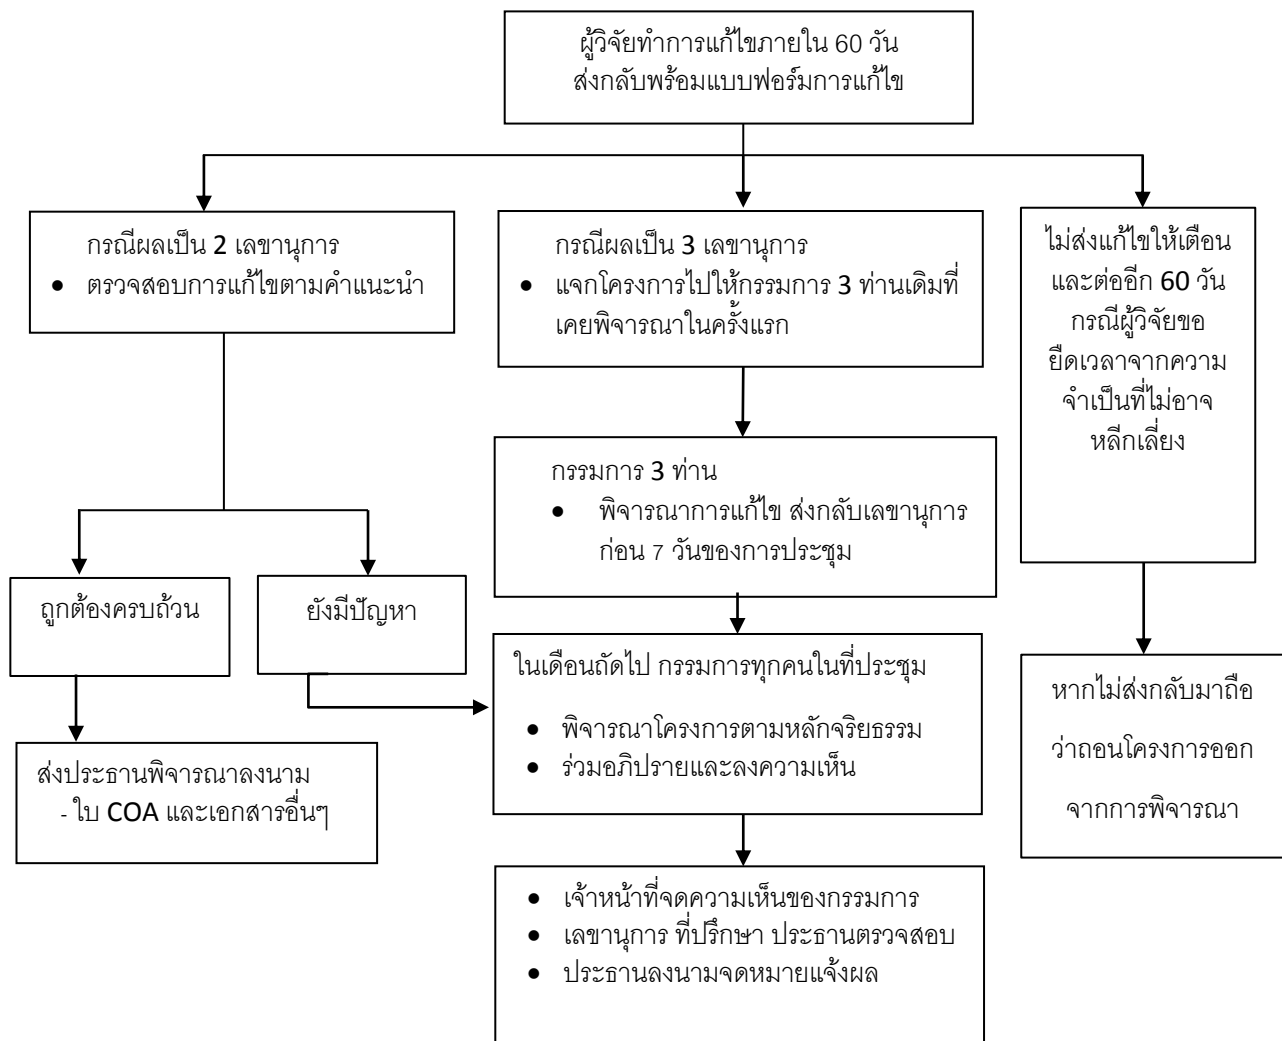 ผู้วิจัยทำการแก้ไขภายใน 60 วัน
ส่งกลับพร้อมแบบฟอร์มการแก้ไข
กรณีผลเป็น 2 เลขานุการ
• ตรวจสอบการแก้ไขตามคำแนะนำ
กรณีผลเป็น 3 เลขานุการ
• แจกโครงการไปให้กรรมการ 3 ท่านเดิมที่
เคยพิจารณาในครั้งแรก
ไม่ส่งแก้ไขให้เตือน
และต่ออีก 60 วัน
กรณีผู้วิจัยขอ
ยืดเวลาจากความ
จำเป็นที่ไม่อาจ
หลีกเลี่ยง
กรรมการ 3 ท่าน
• พิจารณาการแก้ไข ส่งกลับเลขานุการ
ก่อน 7 วันของการประชุม
ถูกต้องครบถ้วน
ยังมีปัญหา
ในเดือนถัดไป กรรมการทุกคนในที่ประชุม
• พิจารณาโครงการตามหลักจริยธรรม
• ร่วมอภิปรายและลงความเห็น
หากไม่ส่งกลับมาถือ
ว่าถอนโครงการออก
จากการพิจารณา
ส่งประธานพิจารณาลงนาม
- ใบ COA และเอกสารอื่นๆ
• เจ้าหน้าที่จดความเห็นของกรรมการ
• เลขานุการ ที่ปรึกษา ประธานตรวจสอบ
• ประธานลงนามจดหมายแจ้งผล